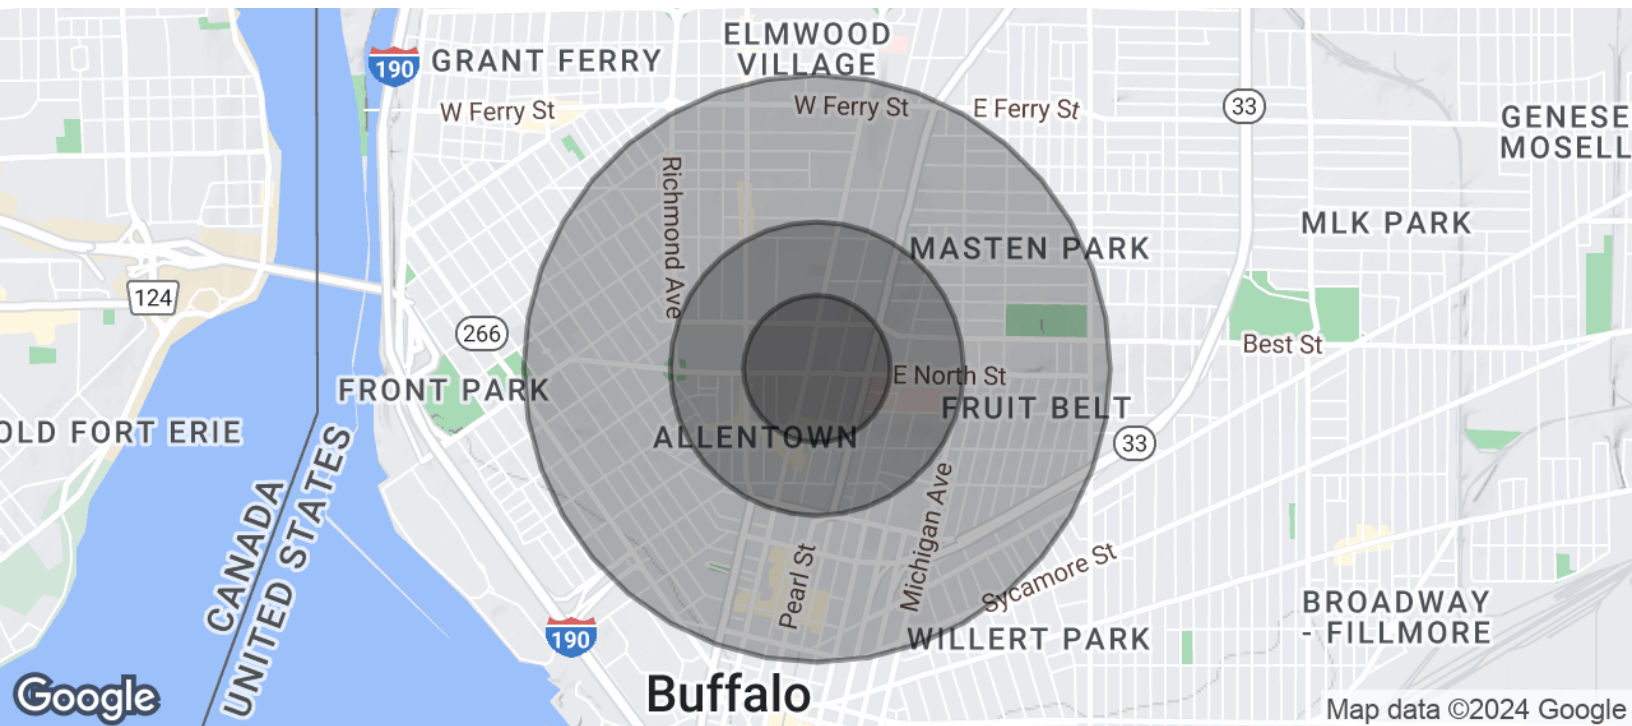 ELMWOOD
VILLAGE
190
GRANT FERRY
W Ferry St
W Ferry St
E Ferry St
33
GENESE
MOSELL
Richmond Ave
MASTEN PARK
MLK PARK
124
266
Best St
E North St
FRONT PARK
FRUIT BELT
OLD FORT ERIE
ALLENTOWN
33
CANADA
UNITED STATES
Michigan Ave
Pearl St
Sycamore St
190
WILLERT PARK
BROADWAY
- FILLMORE
Google
Buffalo
Map data ©2024 Google